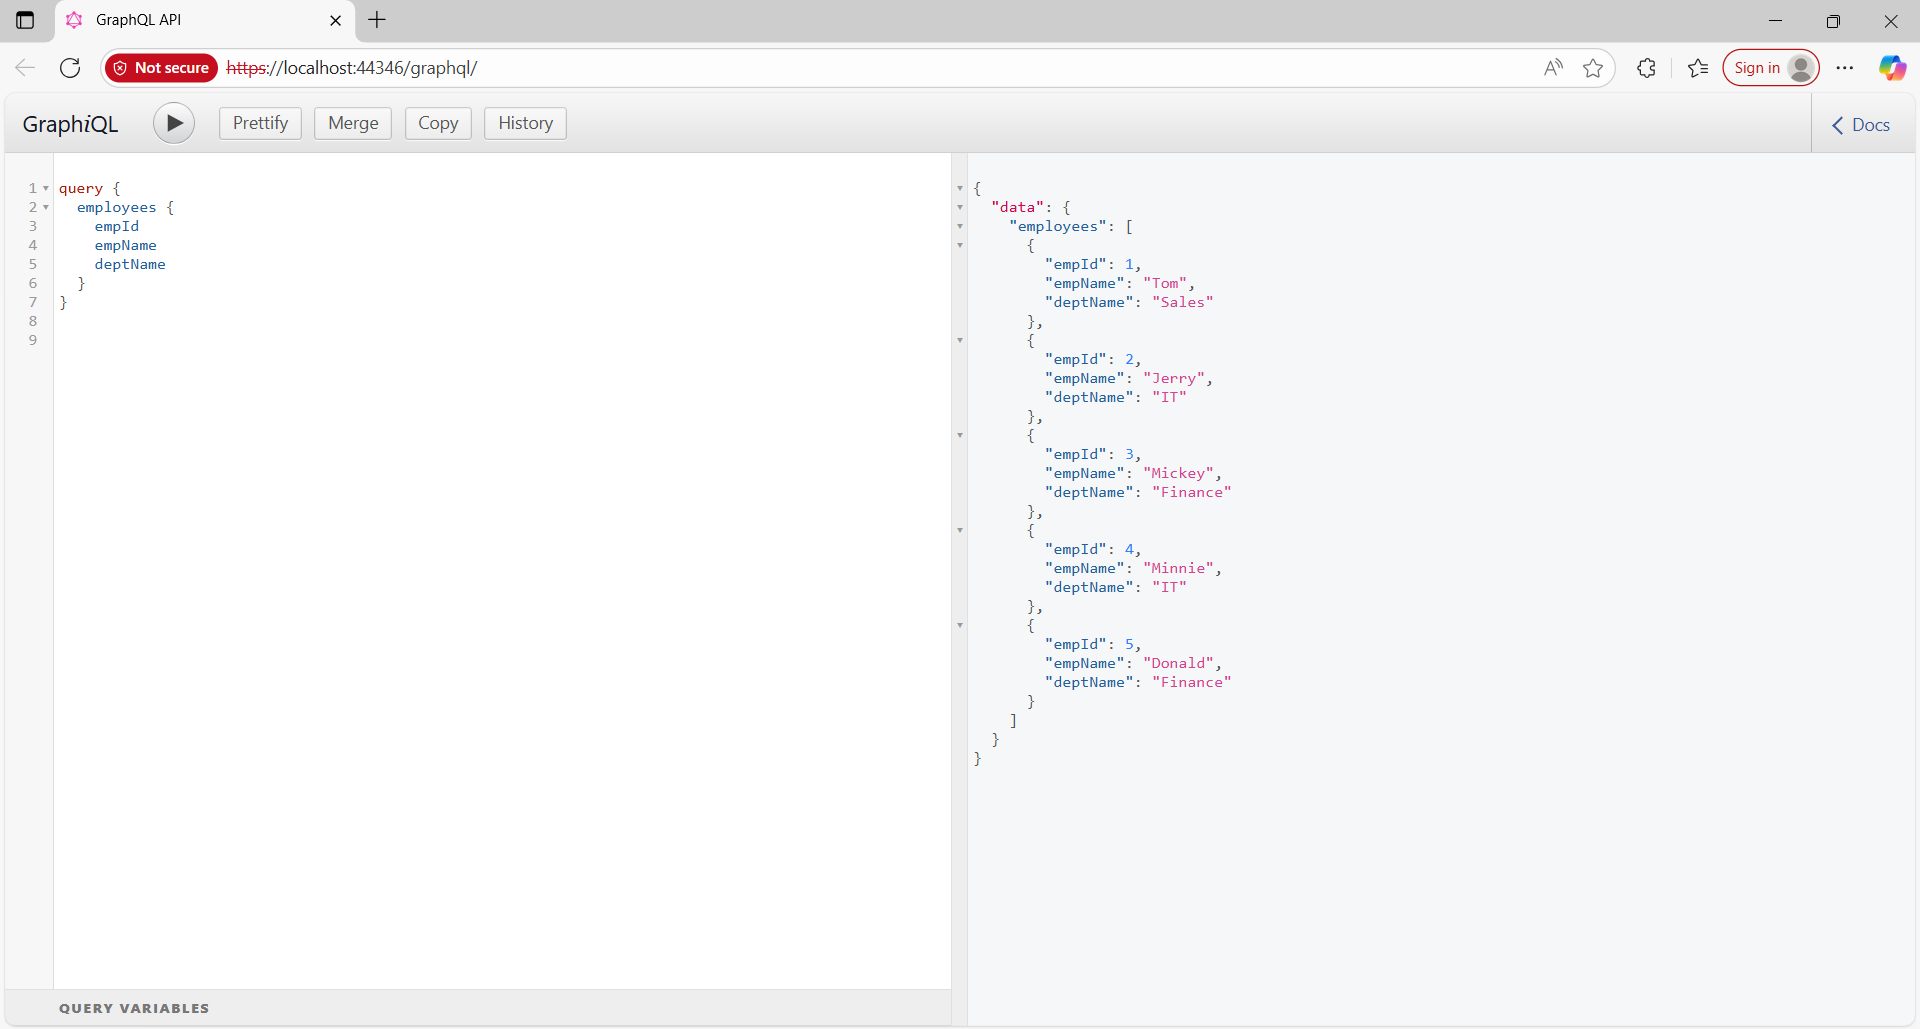 GraphQL API
Not secure https://localhost:44346/graphql/ Sign in
GraphiQL Prettify Merge Copy History Docs
1 query {
2 employees {
3 empId
4 empName
5 deptName
6 }
7 }
8
9
{
"data": {
"employees": [
{
"empId": 1,
"empName": "Tom",
"deptName": "Sales"
},
{
"empId": 2,
"empName": "Jerry",
"deptName": "IT"
},
{
"empId": 3,
"empName": "Mickey",
"deptName": "Finance"
},
{
"empId": 4,
"empName": "Minnie",
"deptName": "IT"
},
{
"empId": 5,
"empName": "Donald",
"deptName": "Finance"
}
]
}
}
QUERY VARIABLES